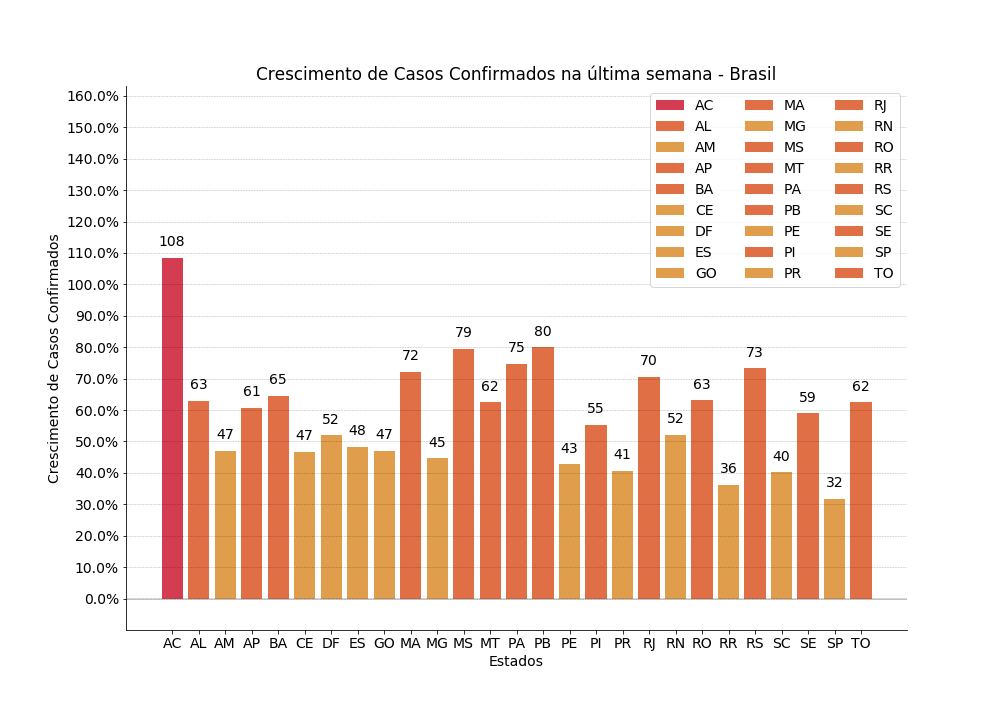 Crescimento de Casos Confirmados na última semana - Brasil
160.0%
150.0%
140.0%
130.0%
120.0%
110.0%
100.0%
90.0%
80.0%
70.0%
60.0%
50.0%
40.0%
30.0%
20.0%
10.0%
0.0%
Crescimento de Casos Confirmados
AC MA RJ
AL MG RN
AM MS RO
AP MT RR
BA PA RS
CE PB SC
DF PE SE
ES PI SP
GO PR TO
108 63 47 61 65 47 52 48 47 72 45 79 62 75 80 43 55 41 70 52 63 36 73 40 59 32 62
AC AL AM AP BA CE DF ES GO MA MG MS MT PA PB PE PI PR RJ RN RO RR RS SC SE SP TO
Estados